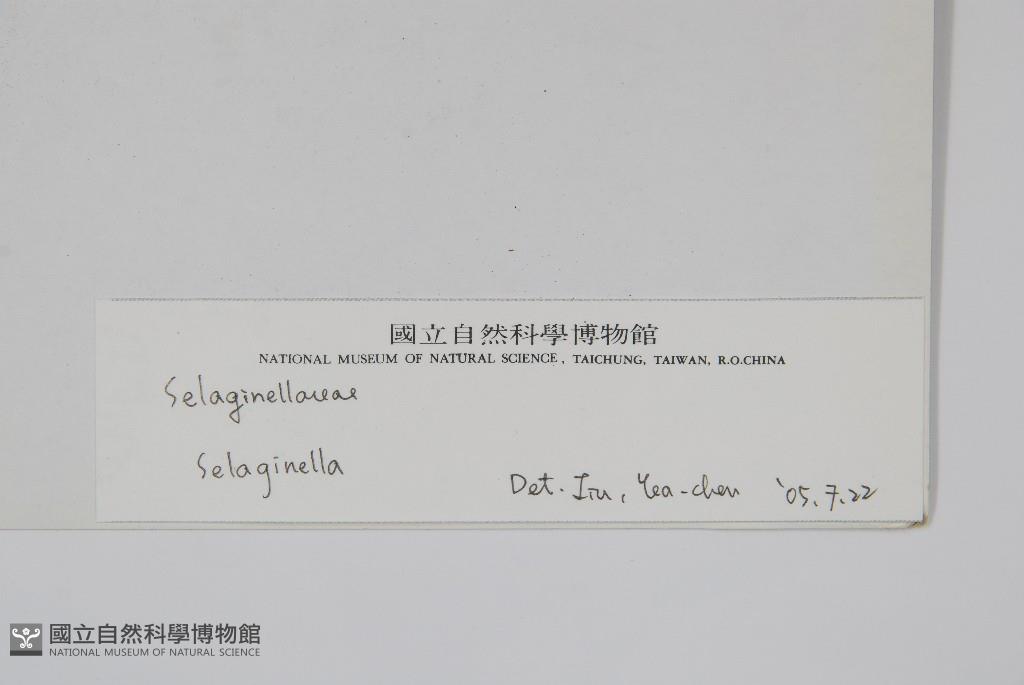 國立自然科學博物館
NATIONAL MUSEUM OF NATURAL SCIENCE, TAICHUNG, TAIWAN, R.O.CHINA
Selaginellaceae
Selaginella
Det. Liu, Yea-chen '05.7.22
國立自然科學博物館
NATIONAL MUSEUM OF NATURAL SCIENCE